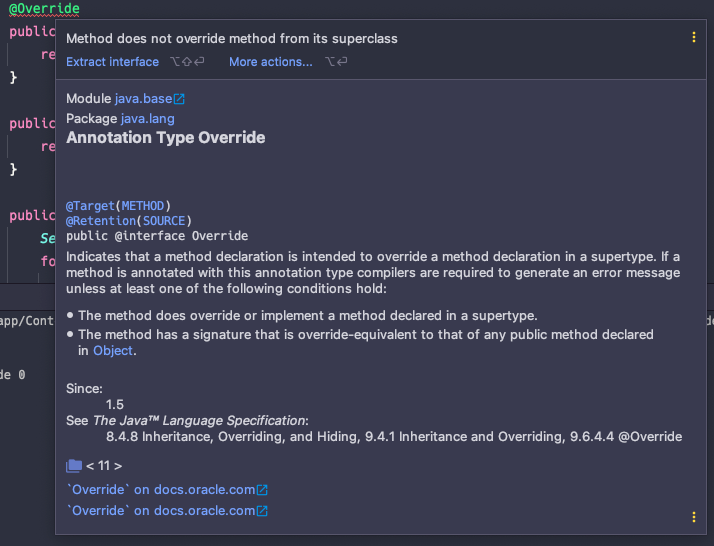 @Override
public
Method does not override method from its superclass
re
Extract interface ⌥⇧⏎ More actions... ⌥⏎
}
Module java.base
Package java.lang
public
Annotation Type Override
re
}
@Target(METHOD)
public
@Retention(SOURCE)
Se
public @interface Override
fo
Indicates that a method declaration is intended to override a method declaration in a supertype. If a
method is annotated with this annotation type compilers are required to generate an error message
unless at least one of the following conditions hold:
app/Cont
• The method does override or implement a method declared in a supertype.
de
• The method has a signature that is override-equivalent to that of any public method declared
in Object.
de 0
Since:
1.5
See The Java™ Language Specification:
8.4.8 Inheritance, Overriding, and Hiding, 9.4.1 Inheritance and Overriding, 9.6.4.4 @Override
< 11 >
`Override` on docs.oracle.com
`Override` on docs.oracle.com